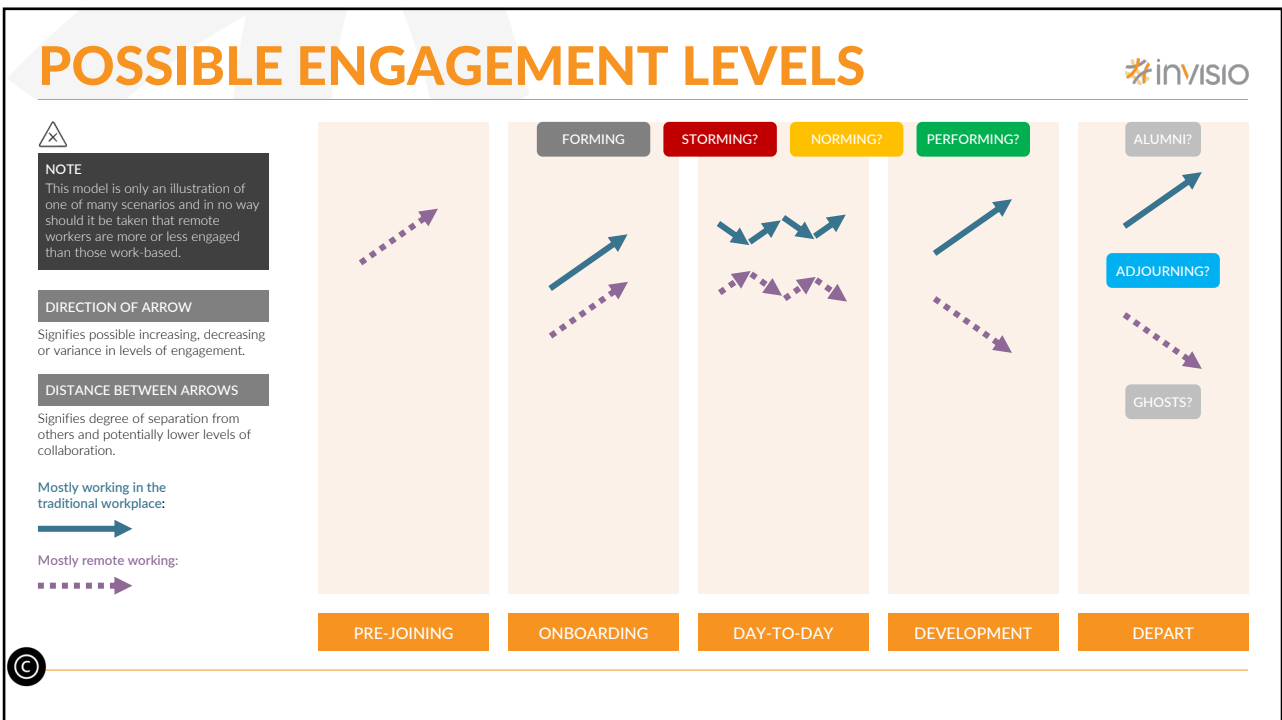 POSSIBLE ENGAGEMENT LEVELS
invisio
NOTE
This model is only an illustration of
one of many scenarios and in no way
should it be taken that remote
workers are more or less engaged
than those work-based.
DIRECTION OF ARROW
Signifies possible increasing, decreasing
or variance in levels of engagement.
DISTANCE BETWEEN ARROWS
Signifies degree of separation from
others and potentially lower levels of
collaboration.
Mostly working in the
traditional workplace:
Mostly remote working:
FORMING
STORMING?
NORMING?
PERFORMING?
ALUMNI?
ADJOURNING?
GHOSTS?
PRE-JOINING
ONBOARDING
DAY-TO-DAY
DEVELOPMENT
DEPART
©